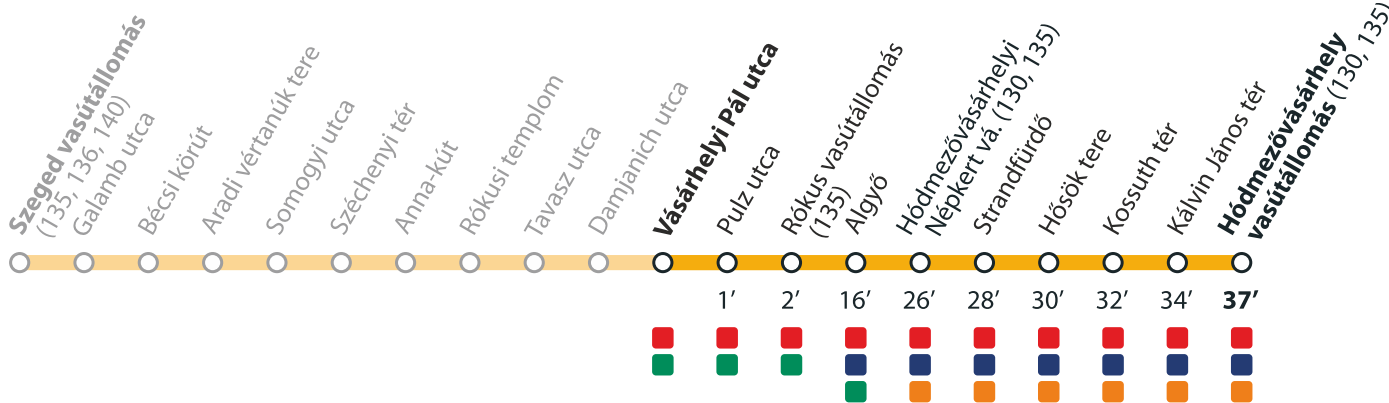 Szeged vasútállomás
(135, 136, 140)
Galamb utca
Bécsi körút
Aradi vértanúk tere
Somogyi utca
Széchenyi tér
Anna-kút
Rókusi templom
Tavasz utca
Damjanich utca
Vásárhelyi Pál utca
Pulz utca
Rókus vasútállomás
(135)
Algyő
Hódmezővásárhelyi
Népkert vá. (130, 135)
Strandfürdő
Hősök tere
Kossuth tér
Kálvin János tér
Hódmezővásárhely
vasútállomás (130, 135)
1’ 2’ 16’ 26’ 28’ 30’ 32’ 34’ 37’